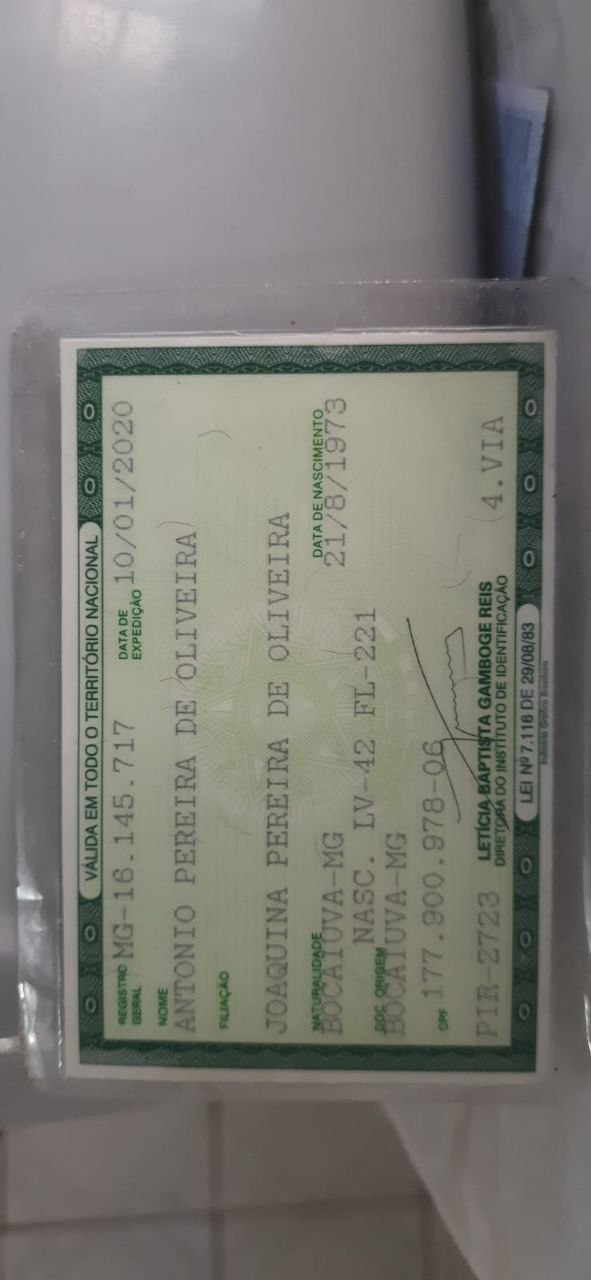 VÁLIDA EM TODO O TERRITÓRIO NACIONAL
REGISTRO GERAL MG-16.145.717 DATA DE EXPEDIÇÃO 10/01/2020
NOME
ANTONIO PEREIRA DE OLIVEIRA
FILIAÇÃO
JOAQUINA PEREIRA DE OLIVEIRA
NATURALIDADE DATA DE NASCIMENTO
BOCAIUVA-MG 21/8/1973
DOC ORIGEM NASC. LV-42 FL-221
BOCAIUVA-MG
CPF 177.900.978-06
PIR-2723 LETÍCIA BAPTISTA GAMBOGE REIS 4.VIA
DIRETORA DO INSTITUTO DE IDENTIFICAÇÃO
LEI Nº 7.116 DE 29/08/83